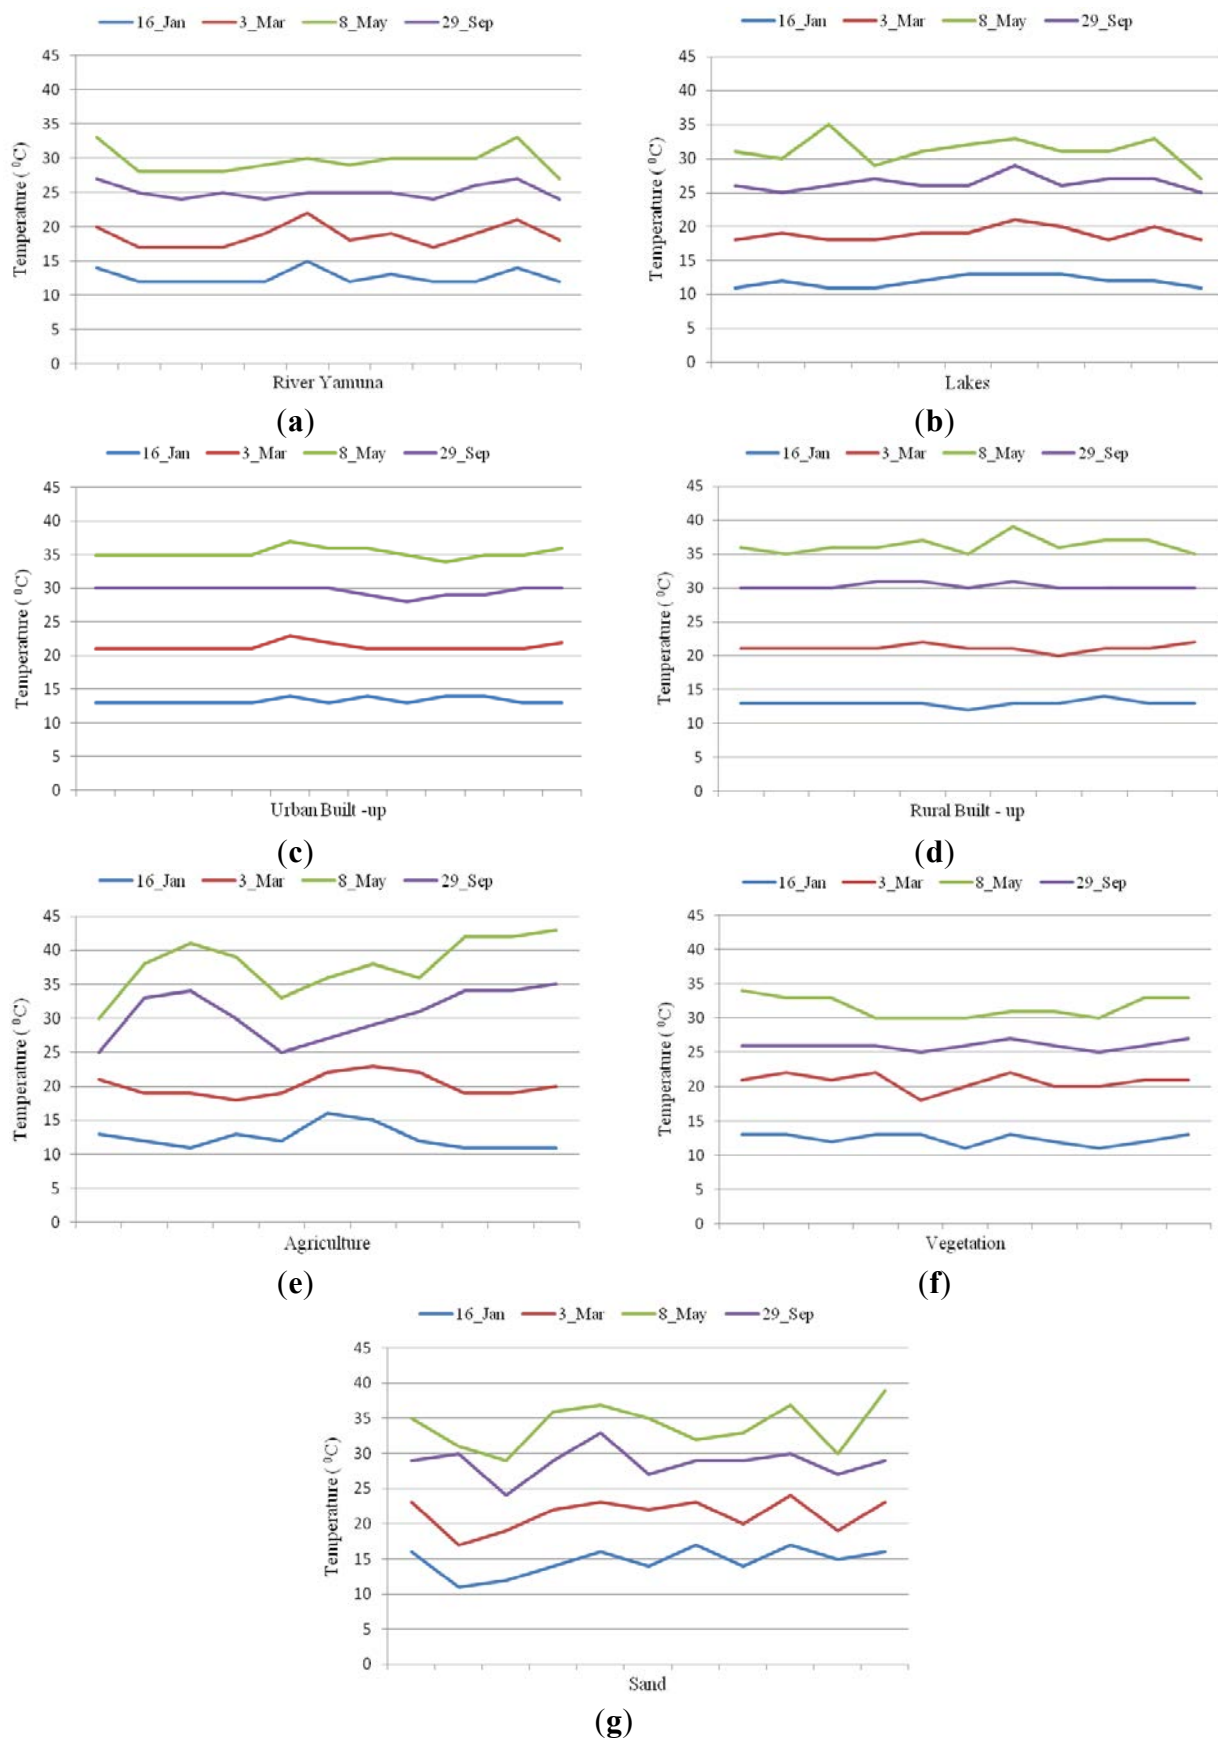 16_Jan 3_Mar 8_May 29_Sep
45
40
35
30
25
20
15
10
5
0
Temperature ( ⁰C)
River Yamuna
(a)
16_Jan 3_Mar 8_May 29_Sep
45
40
35
30
25
20
15
10
5
0
Temperature ( ⁰C)
Lakes
(b)
16_Jan 3_Mar 8_May 29_Sep
45
40
35
30
25
20
15
10
5
0
Temperature ( ⁰C)
Urban Built -up
(c)
16_Jan 3_Mar 8_May 29_Sep
45
40
35
30
25
20
15
10
5
0
Temperature ( ⁰C)
Rural Built - up
(d)
16_Jan 3_Mar 8_May 29_Sep
45
40
35
30
25
20
15
10
5
0
Temperature ( ⁰C)
Agriculture
(e)
16_Jan 3_Mar 8_May 29_Sep
45
40
35
30
25
20
15
10
5
0
Temperature ( ⁰C)
Vegetation
(f)
16_Jan 3_Mar 8_May 29_Sep
45
40
35
30
25
20
15
10
5
0
Temperature ( ⁰C)
Sand
(g)